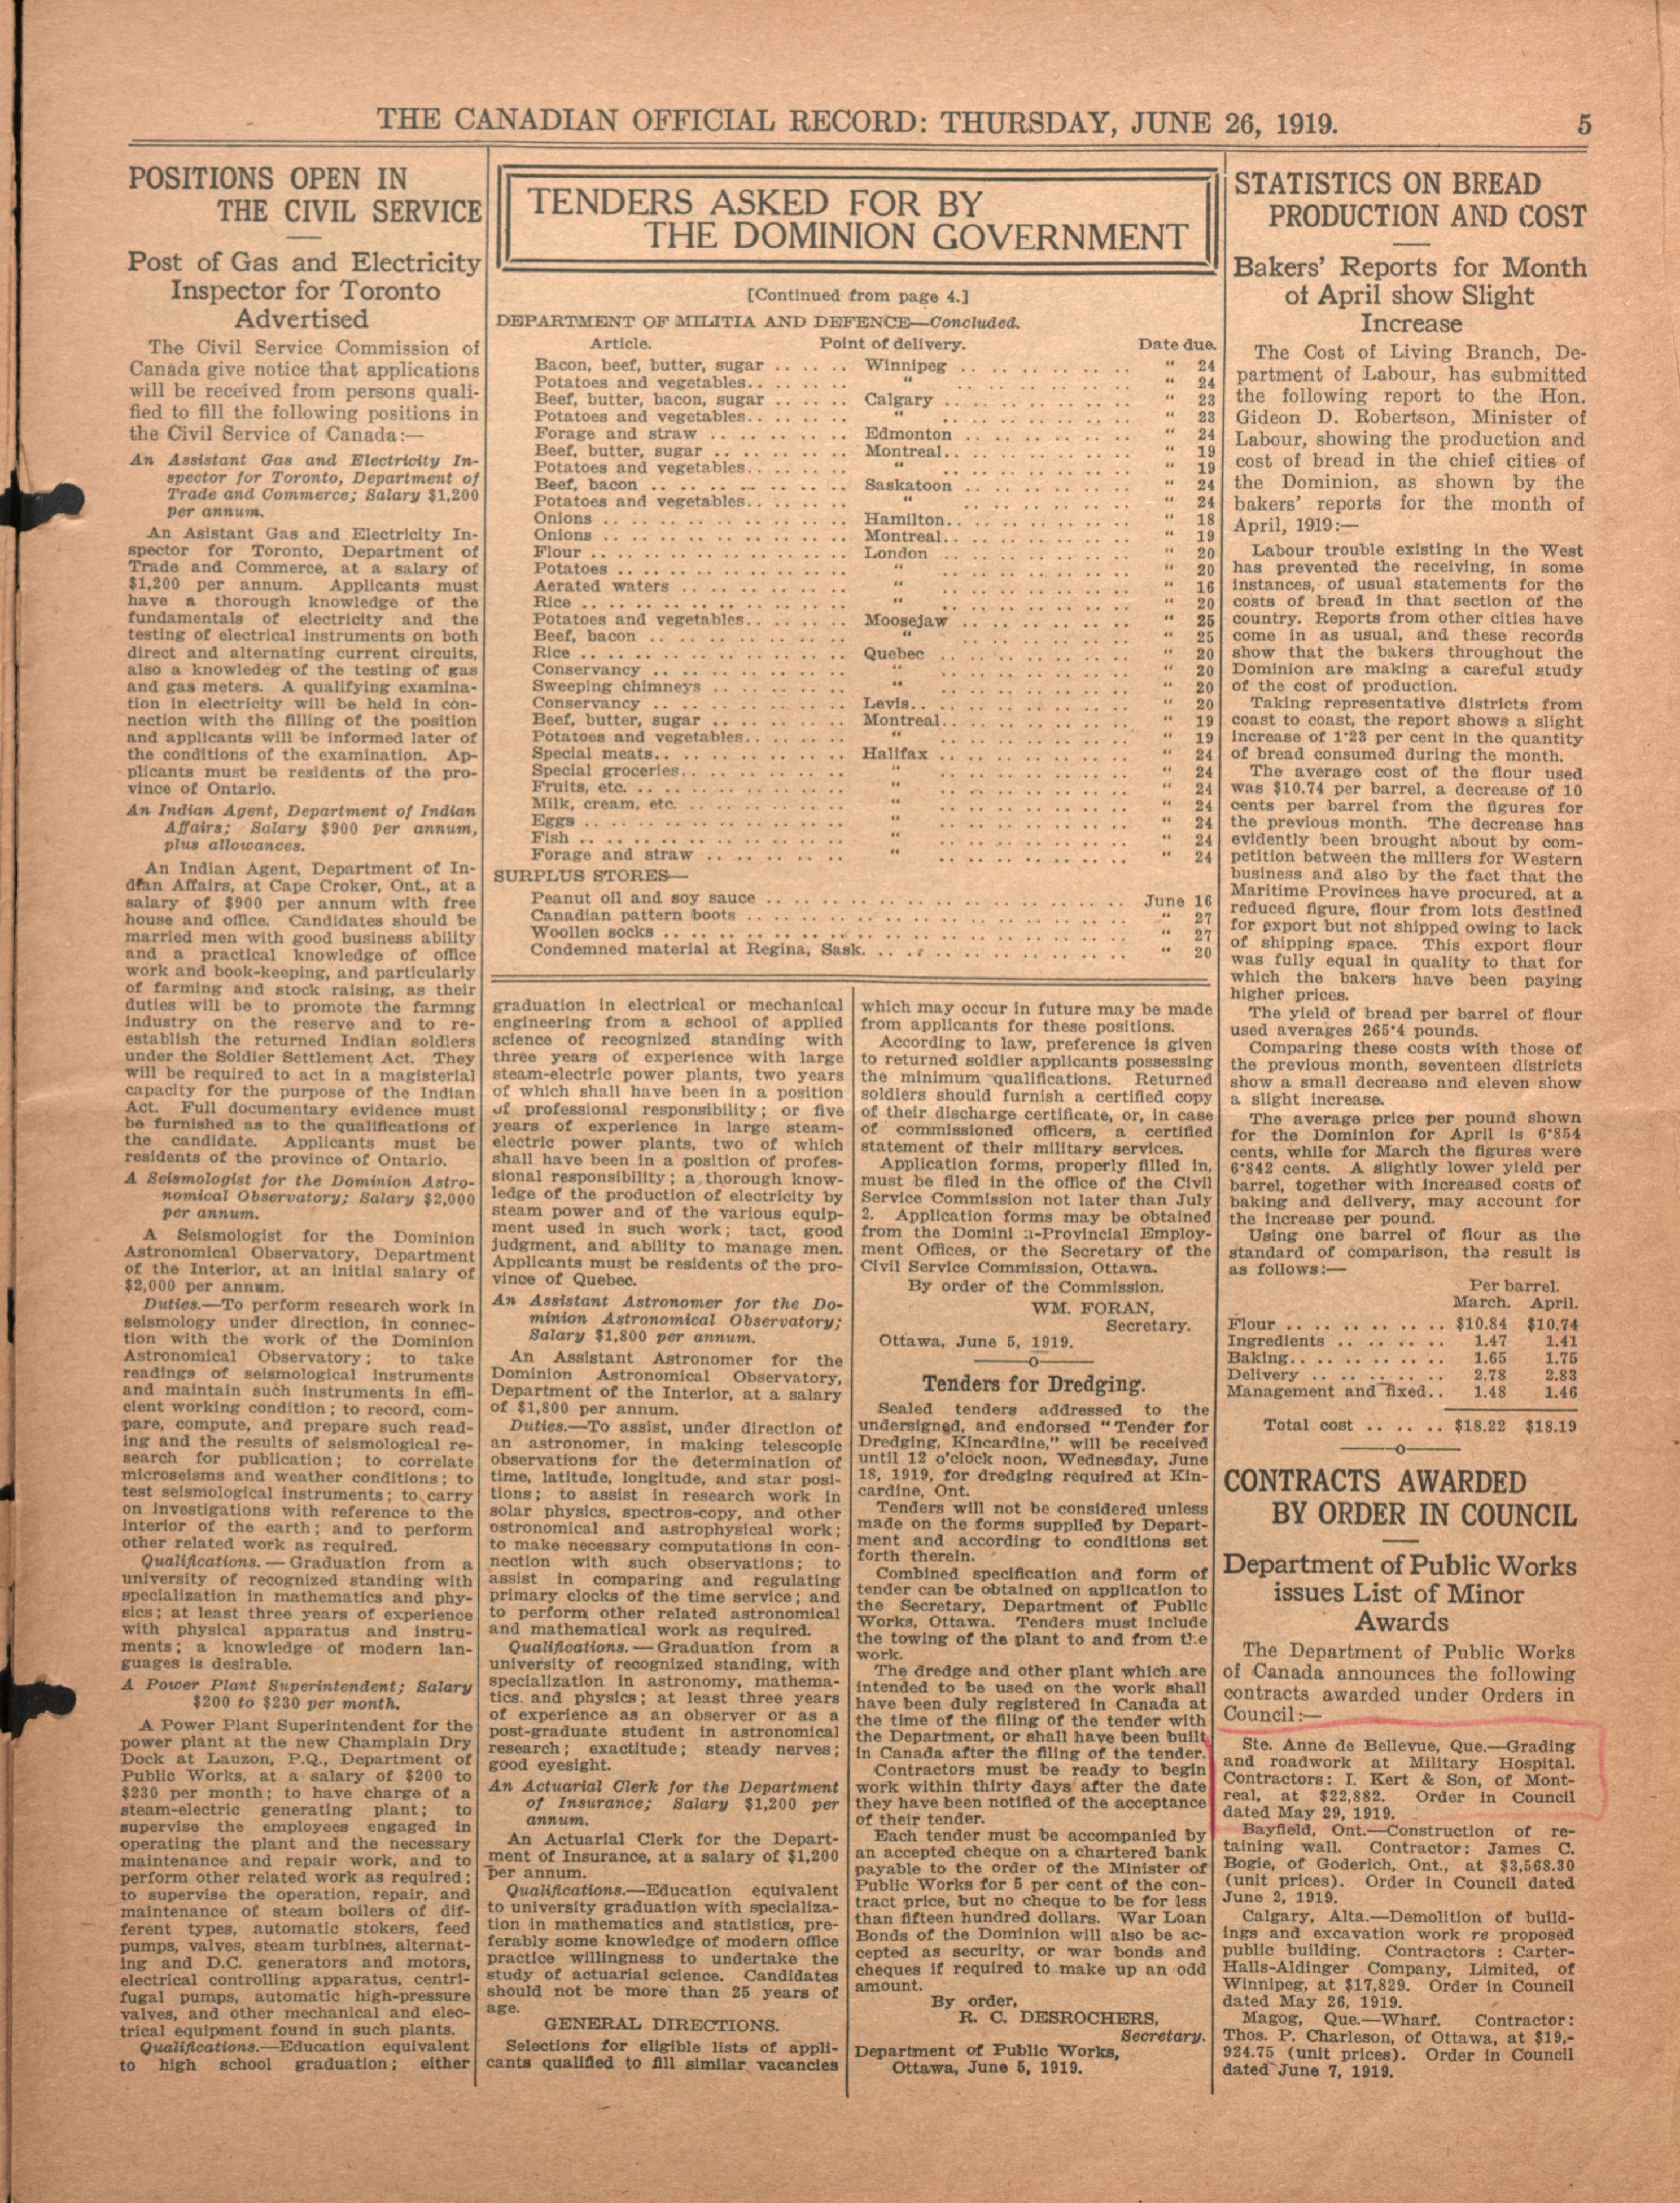 THE CANADIAN OFFICIAL RECORD: THURSDAY, JUNE 26, 1919.
5
POSITIONS OPEN IN
THE CIVIL SERVICE
Post of Gas and Electricity
Inspector for Toronto
Advertised
The Civil Service Commission of
Canada give notice that applications
will be received from persons quali-
fied to fill the following positions in
the Civil Service of Canada:—
An Assistant Gas and Electricity In-
spector for Toronto, Department of
Trade and Commerce; Salary $1,200
per annum.
An Asistant Gas and Electricity In-
spector for Toronto, Department of
Trade and Commerce, at a salary of
$1,200 per annum. Applicants must
have a thorough knowledge of the
fundamentals of electricity and the
testing of electrical instruments on both
direct and alternating current circuits,
also a knowledeg of the testing of gas
and gas meters. A qualifying examina-
tion in electricity will be held in con-
nection with the filling of the position
and applicants will be informed later of
the conditions of the examination. Ap-
plicants must be residents of the pro-
vince of Ontario.
An Indian Agent, Department of Indian
Affairs; Salary $900 per annum,
plus allowances.
An Indian Agent, Department of In-
dian Affairs, at Cape Croker, Ont., at a
salary of $900 per annum with free
house and office. Candidates should be
married men with good business ability
and a practical knowledge of office
work and book-keeping, and particularly
of farming and stock raising, as their
duties will be to promote the farmng
industry on the reserve and to re-
establish the returned Indian soldiers
under the Soldier Settlement Act. They
will be required to act in a magisterial
capacity for the purpose of the Indian
Act. Full documentary evidence must
be furnished as to the qualifications of
the candidate. Applicants must be
residents of the province of Ontario.
A Seismologist for the Dominion Astro-
nomical Observatory; Salary $2,000
per annum.
A Seismologist for the Dominion
Astronomical Observatory, Department
of the Interior, at an initial salary of
$2,000 per annum.
Duties.—To perform research work in
seismology under direction, in connec-
tion with the work of the Dominion
Astronomical Observatory; to take
readings of seismological instruments
and maintain such instruments in effi-
cient working condition; to record, com-
pare, compute, and prepare such read-
ing and the results of seismological re-
search for publication; to correlate
microseisms and weather conditions; to
test seismological instruments; to carry
on investigations with reference to the
interior of the earth; and to perform
other related work as required.
Qualifications.—Graduation from a
university of recognized standing with
specialization in mathematics and phy-
sics; at least three years of experience
with physical apparatus and instru-
ments; a knowledge of modern lan-
guages is desirable.
A Power Plant Superintendent; Salary
$200 to $230 per month.
A Power Plant Superintendent for the
power plant at the new Champlain Dry
Dock at Lauzon, P.Q., Department of
Public Works, at a salary of $200 to
$230 per month; to have charge of a
steam-electric generating plant; to
supervise the employees engaged in
operating the plant and the necessary
maintenance and repair work, and to
perform other related work as required;
to supervise the operation, repair, and
maintenance of steam boilers of dif-
ferent types, automatic stokers, feed
pumps, valves, steam turbines, alternat-
ing and D.C. generators and motors,
electrical controlling apparatus, centri-
fugal pumps, automatic high-pressure
valves, and other mechanical and elec-
trical equipment found in such plants.
Qualifications.—Education equivalent
to high school graduation; either
TENDERS ASKED FOR BY
THE DOMINION GOVERNMENT
[Continued from page 4.]
DEPARTMENT OF MILITIA AND DEFENCE—Concluded.
Article. Point of delivery. Date due.
Bacon, beef, butter, sugar . . . . . . Winnipeg . . . . . . " 24
Potatoes and vegetables. . . . . . . " . . . . . . " 24
Beef, butter, bacon, sugar . . . . . . Calgary . . . . . . " 23
Potatoes and vegetables. . . . . . . " . . . . . . " 23
Forage and straw . . . . . . Edmonton . . . . . . " 24
Beef, butter, sugar . . . . . . Montreal. . . . . . . " 19
Potatoes and vegetables. . . . . . . " . . . . . . " 19
Beef, bacon . . . . . . Saskatoon . . . . . . " 24
Potatoes and vegetables. . . . . . . " . . . . . . " 24
Onions . . . . . . Hamilton. . . . . . . " 18
Onions . . . . . . Montreal. . . . . . . " 19
Flour . . . . . . London . . . . . . " 20
Potatoes . . . . . . " . . . . . . " 20
Aerated waters . . . . . . " . . . . . . " 16
Rice . . . . . . " . . . . . . " 20
Potatoes and vegetables. . . . . . . Moosejaw . . . . . . " 25
Beef, bacon . . . . . . " . . . . . . " 25
Rice . . . . . . Quebec . . . . . . " 20
Conservancy . . . . . . " . . . . . . " 20
Sweeping chimneys . . . . . . " . . . . . . " 20
Conservancy . . . . . . Levis. . . . . . . " 20
Beef, butter, sugar . . . . . . Montreal. . . . . . . " 19
Potatoes and vegetables. . . . . . . " . . . . . . " 19
Special meats. . . . . . . Halifax . . . . . . " 24
Special groceries. . . . . . . " . . . . . . " 24
Fruits, etc. . . . . . . " . . . . . . " 24
Milk, cream, etc. . . . . . . " . . . . . . " 24
Eggs . . . . . . " . . . . . . " 24
Fish . . . . . . " . . . . . . " 24
Forage and straw . . . . . . " . . . . . . " 24
SURPLUS STORES—
Peanut oil and soy sauce . . . . . . June 16
Canadian pattern boots . . . . . . " 27
Woollen socks . . . . . . " 27
Condemned material at Regina, Sask. . . . . . . " 20
graduation in electrical or mechanical
engineering from a school of applied
science of recognized standing with
three years of experience with large
steam-electric power plants, two years
of which shall have been in a position
of professional responsibility; or five
years of experience in large steam-
electric power plants, two of which
shall have been in a position of profes-
sional responsibility; a thorough know-
ledge of the production of electricity by
steam power and of the various equip-
ment used in such work; tact, good
judgment, and ability to manage men.
Applicants must be residents of the pro-
vince of Quebec.
An Assistant Astronomer for the Do-
minion Astronomical Observatory;
Salary $1,800 per annum.
An Assistant Astronomer for the
Dominion Astronomical Observatory,
Department of the Interior, at a salary
of $1,800 per annum.
Duties.—To assist, under direction of
an astronomer, in making telescopic
observations for the determination of
time, latitude, longitude, and star posi-
tions; to assist in research work in
solar physics, spectros-copy, and other
ostronomical and astrophysical work;
to make necessary computations in con-
nection with such observations; to
assist in comparing and regulating
primary clocks of the time service; and
to perform other related astronomical
and mathematical work as required.
Qualifications.—Graduation from a
university of recognized standing, with
specialization in astronomy, mathema-
tics and physics; at least three years
of experience as an observer or as a
post-graduate student in astronomical
research; exactitude; steady nerves;
good eyesight.
An Actuarial Clerk for the Department
of Insurance; Salary $1,200 per
annum.
An Actuarial Clerk for the Depart-
ment of Insurance, at a salary of $1,200
per annum.
Qualifications.—Education equivalent
to university graduation with specializa-
tion in mathematics and statistics, pre-
ferably some knowledge of modern office
practice willingness to undertake the
study of actuarial science. Candidates
should not be more than 25 years of
age.
GENERAL DIRECTIONS.
Selections for eligible lists of appli-
cants qualified to fill similar vacancies
which may occur in future may be made
from applicants for these positions.
According to law, preference is given
to returned soldier applicants possessing
the minimum qualifications. Returned
soldiers should furnish a certified copy
of their discharge certificate, or, in case
of commissioned officers, a certified
statement of their military services.
Application forms, properly filled in,
must be filed in the office of the Civil
Service Commission not later than July
2. Application forms may be obtained
from the Domini n-Provincial Employ-
ment Offices, or the Secretary of the
Civil Service Commission, Ottawa.
By order of the Commission.
WM. FORAN,
Secretary.
Ottawa, June 5, 1919.
Tenders for Dredging.
Sealed tenders addressed to the
undersigned, and endorsed "Tender for
Dredging, Kincardine," will be received
until 12 o'clock noon, Wednesday, June
18, 1919, for dredging required at Kin-
cardine, Ont.
Tenders will not be considered unless
made on the forms supplied by Depart-
ment and according to conditions set
forth therein.
Combined specification and form of
tender can be obtained on application to
the Secretary, Department of Public
Works, Ottawa. Tenders must include
the towing of the plant to and from the
work.
The dredge and other plant which are
intended to be used on the work shall
have been duly registered in Canada at
the time of the filing of the tender with
the Department, or shall have been built
in Canada after the filing of the tender.
Contractors must be ready to begin
work within thirty days after the date
they have been notified of the acceptance
of their tender.
Each tender must be accompanied by
an accepted cheque on a chartered bank
payable to the order of the Minister of
Public Works for 5 per cent of the con-
tract price, but no cheque to be for less
than fifteen hundred dollars. War Loan
Bonds of the Dominion will also be ac-
cepted as security, or war bonds and
cheques if required to make up an odd
amount.
By order,
R. C. DESROCHERS,
Secretary.
Department of Public Works,
Ottawa, June 5, 1919.
STATISTICS ON BREAD
PRODUCTION AND COST
Bakers' Reports for Month
of April show Slight
Increase
The Cost of Living Branch, De-
partment of Labour, has submitted
the following report to the Hon.
Gideon D. Robertson, Minister of
Labour, showing the production and
cost of bread in the chief cities of
the Dominion, as shown by the
bakers' reports for the month of
April, 1919:—
Labour trouble existing in the West
has prevented the receiving, in some
instances, of usual statements for the
costs of bread in that section of the
country. Reports from other cities have
come in as usual, and these records
show that the bakers throughout the
Dominion are making a careful study
of the cost of production.
Taking representative districts from
coast to coast, the report shows a slight
increase of 1·23 per cent in the quantity
of bread consumed during the month.
The average cost of the flour used
was $10.74 per barrel, a decrease of 10
cents per barrel from the figures for
the previous month. The decrease has
evidently been brought about by com-
petition between the millers for Western
business and also by the fact that the
Maritime Provinces have procured, at a
reduced figure, flour from lots destined
for export but not shipped owing to lack
of shipping space. This export flour
was fully equal in quality to that for
which the bakers have been paying
higher prices.
The yield of bread per barrel of flour
used averages 265·4 pounds.
Comparing these costs with those of
the previous month, seventeen districts
show a small decrease and eleven show
a slight increase.
The average price per pound shown
for the Dominion for April is 6·854
cents, while for March the figures were
6·842 cents. A slightly lower yield per
barrel, together with increased costs of
baking and delivery, may account for
the increase per pound.
Using one barrel of flour as the
standard of comparison, the result is
as follows:—
Per barrel.
March. April.
Flour . . . . . . $10.84 $10.74
Ingredients . . . . . . 1.47 1.41
Baking. . . . . . . 1.65 1.75
Delivery . . . . . . 2.78 2.83
Management and fixed. . 1.48 1.46
Total cost . . . . . . $18.22 $18.19
CONTRACTS AWARDED
BY ORDER IN COUNCIL
Department of Public Works
issues List of Minor
Awards
The Department of Public Works
of Canada announces the following
contracts awarded under Orders in
Council:—
Ste. Anne de Bellevue, Que.—Grading
and roadwork at Military Hospital.
Contractors: I. Kert & Son, of Mont-
real, at $22,882. Order in Council
dated May 29, 1919.
Bayfield, Ont.—Construction of re-
taining wall. Contractor: James C.
Bogie, of Goderich, Ont., at $3,568.30
(unit prices). Order in Council dated
June 2, 1919.
Calgary, Alta.—Demolition of build-
ings and excavation work re proposed
public building. Contractors: Carter-
Halls-Aldinger Company, Limited, of
Winnipeg, at $17,829. Order in Council
dated May 26, 1919.
Magog, Que.—Wharf. Contractor:
Thos. P. Charleson, of Ottawa, at $19,-
924.75 (unit prices). Order in Council
dated June 7, 1919.